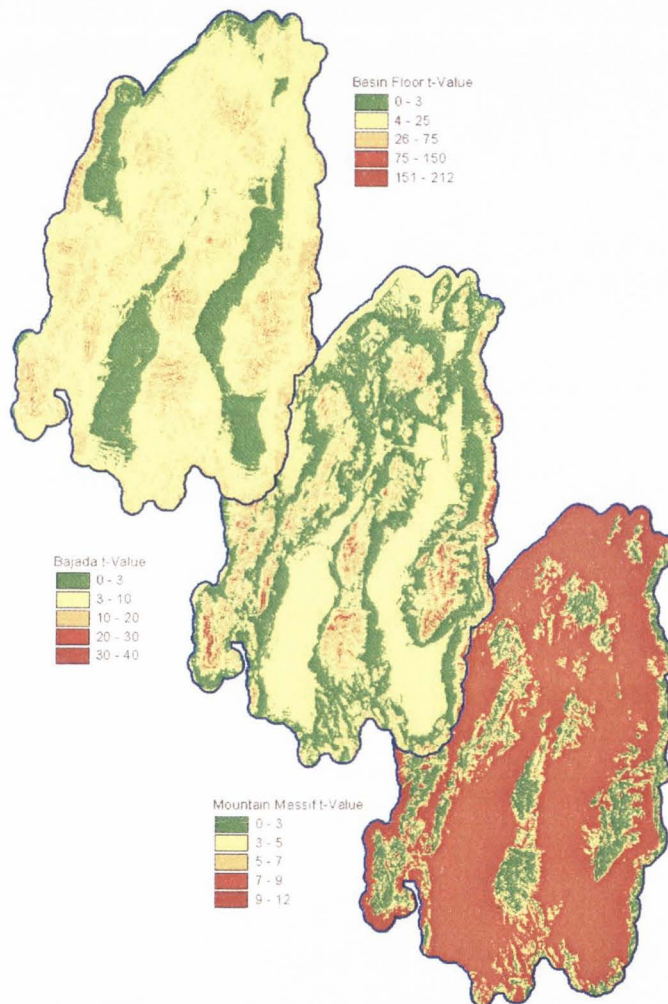 Basin Floor t-Value
0 - 3
4 - 25
26 - 75
75 - 150
151 - 212
Bajada t-Value
0 - 3
3 - 10
10 - 20
20 - 30
30 - 40
Mountain Massif t-Value
0 - 3
3 - 5
5 - 7
7 - 9
9 - 12